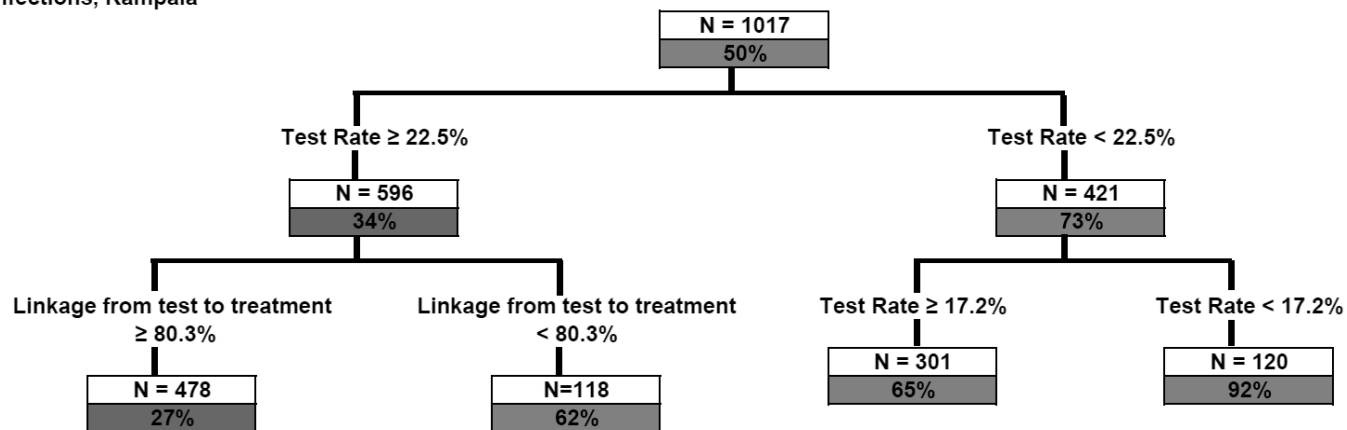 N = 1017
50%
Test Rate ≥ 22.5%
Test Rate < 22.5%
N = 596
34%
N = 421
73%
Linkage from test to treatment
≥ 80.3%
Linkage from test to treatment
< 80.3%
Test Rate ≥ 17.2%
Test Rate < 17.2%
N = 478
27%
N=118
62%
N = 301
65%
N = 120
92%